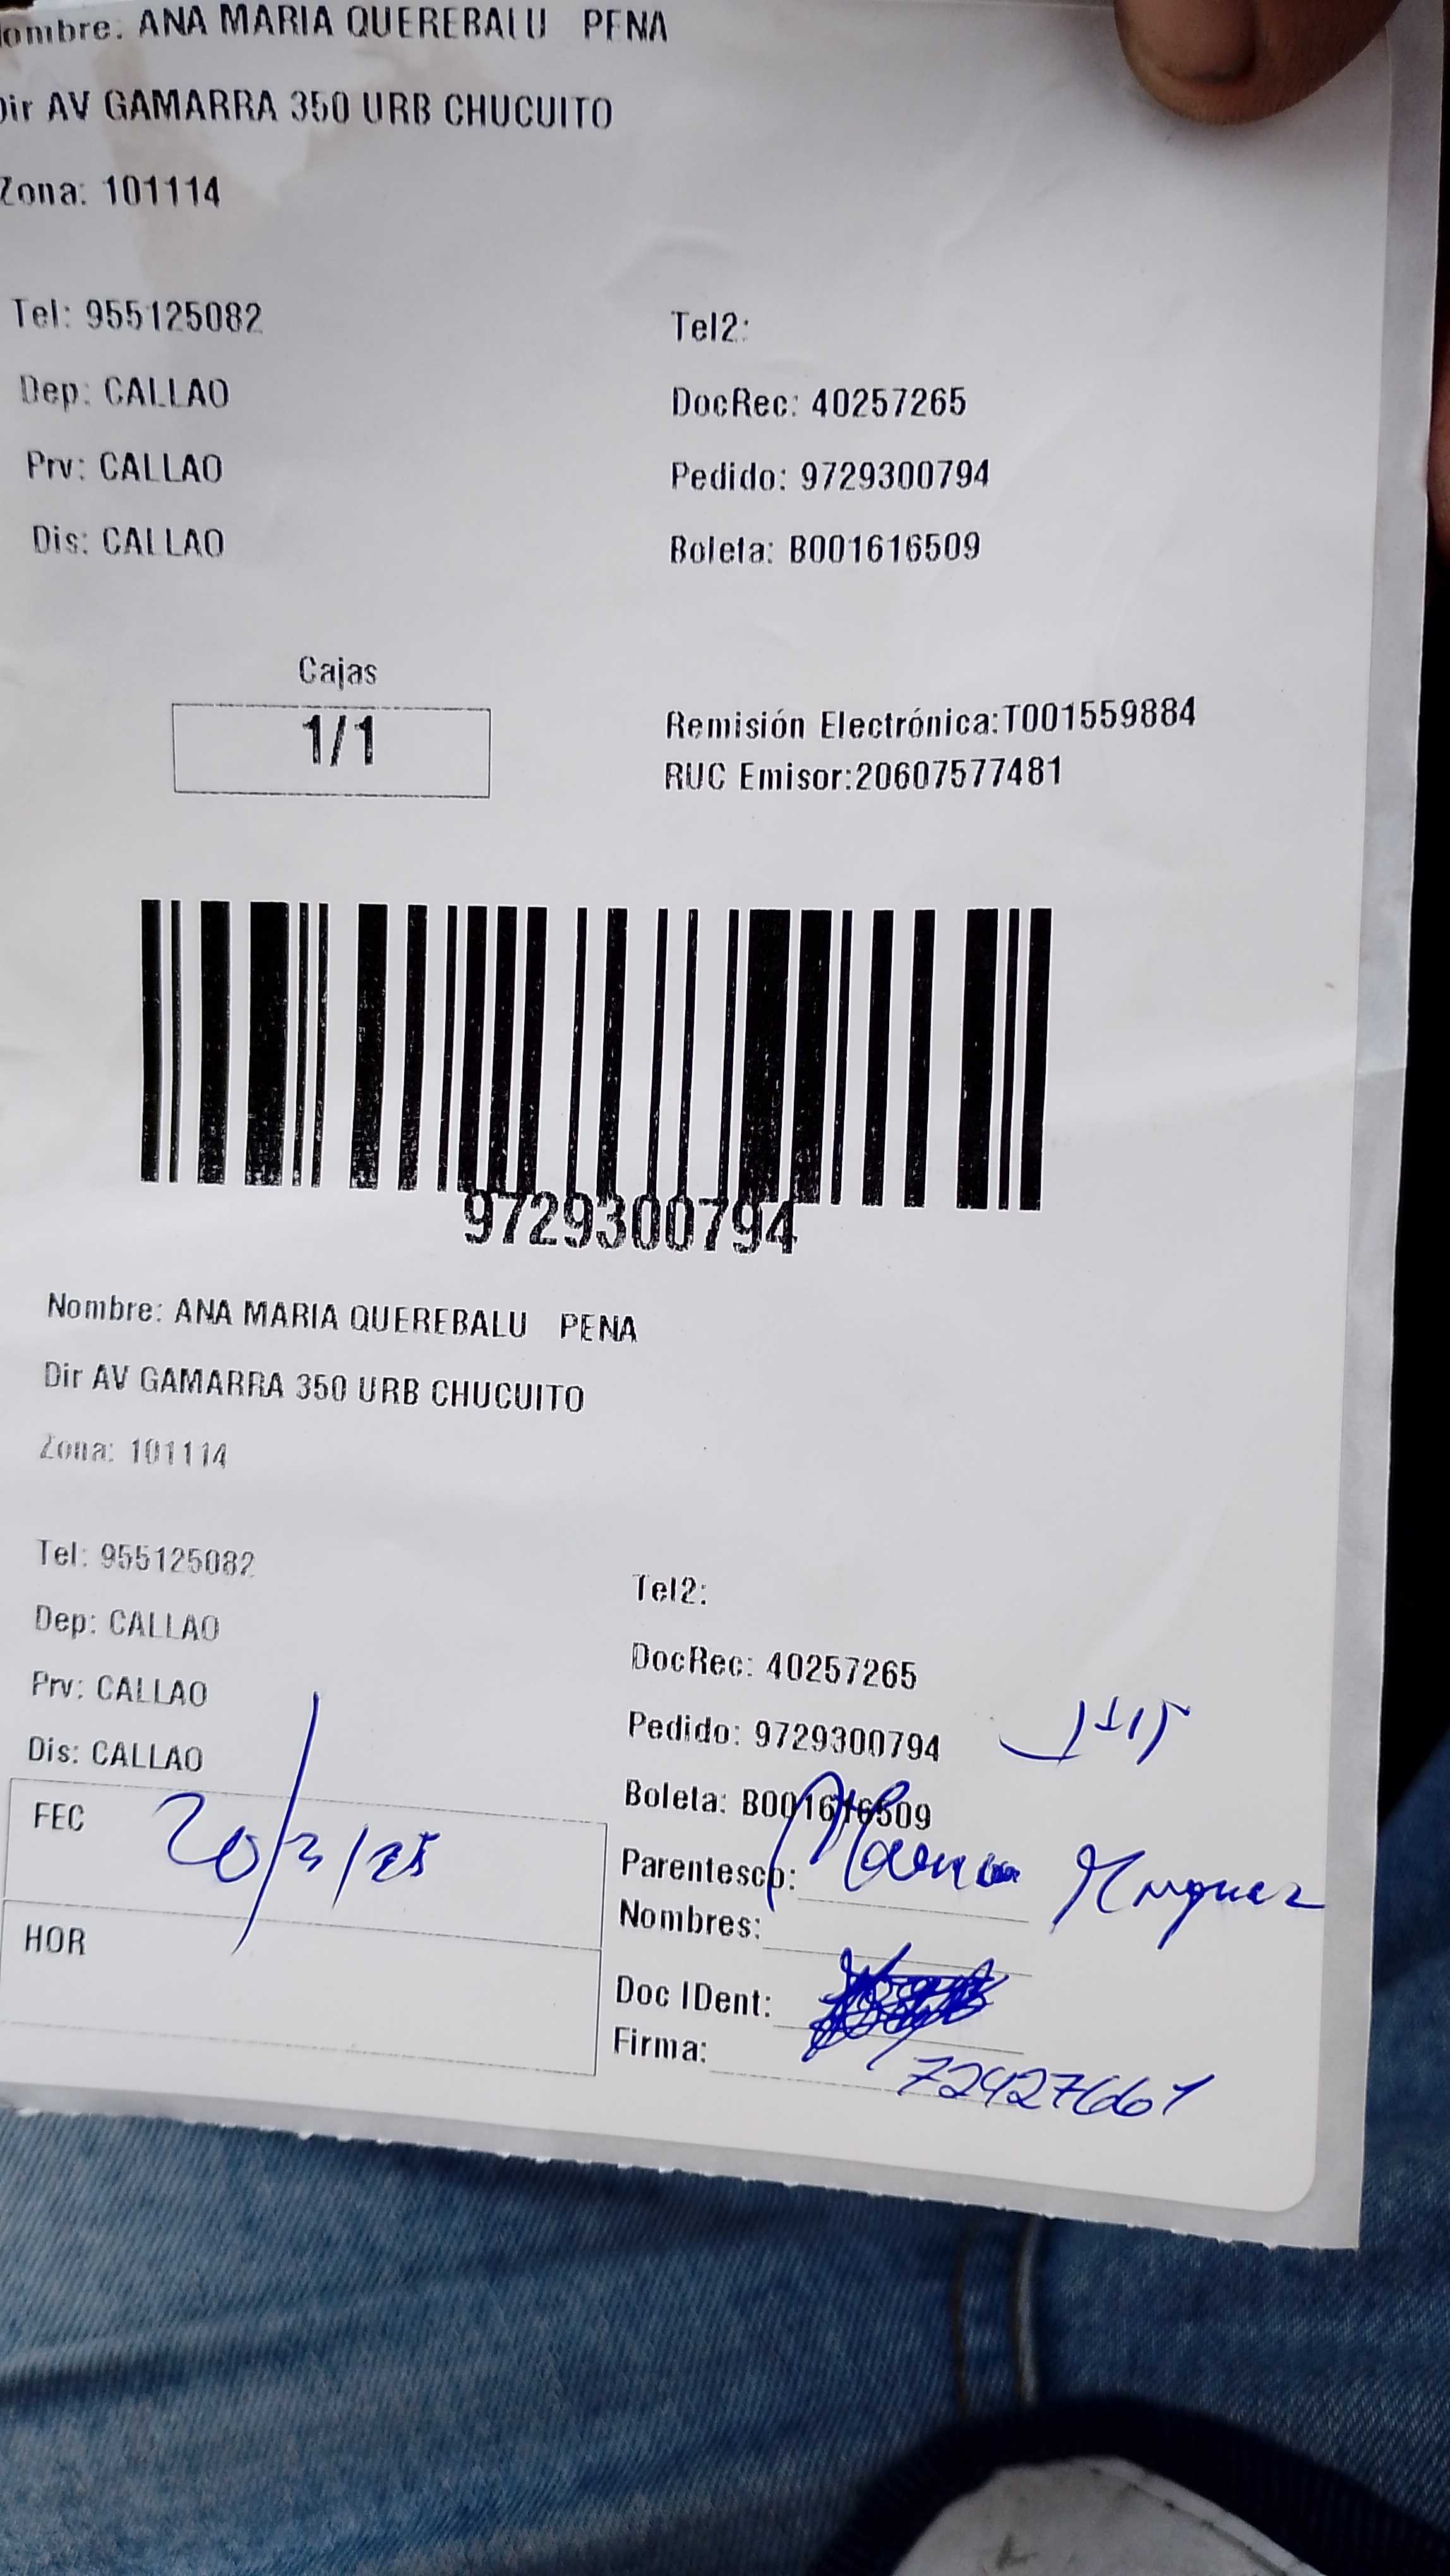 ombre: ANA MARIA QUEREBALU PENA
Dir AV GAMARRA 350 URB CHUCUITO
Zona: 101114
Tel: 955125082
Tel2:
Dep: CALLAO
DocRec: 40257265
Prv: CALLAO
Pedido: 9729300794
Dis: CALLAO
Boleta: B001616509
Cajas
1/1
Remisión Electrónica:T001559884
RUC Emisor:20607577481
9729300794
Nombre: ANA MARIA QUEREBALU PENA
Dir AV GAMARRA 350 URB CHUCUITO
Zona: 101114
Tel: 955125082
Tel2:
Dep: CALLAO
DocRec: 40257265
Prv: CALLAO
Pedido: 9729300794
Dis: CALLAO
Boleta: B001616509
FEC 20/3/25
Parentesco:
Nombres:
HOR
Doc IDent:
Firma: